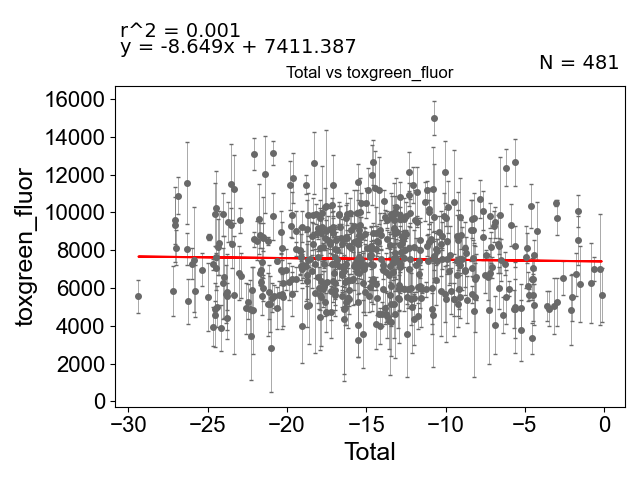 r^2 = 0.001
y = -8.649x + 7411.387
N = 481
Total vs toxgreen_fluor
toxgreen_fluor
16000
14000
12000
10000
8000
6000
4000
2000
0
−30 −25 −20 −15 −10 −5 0
Total